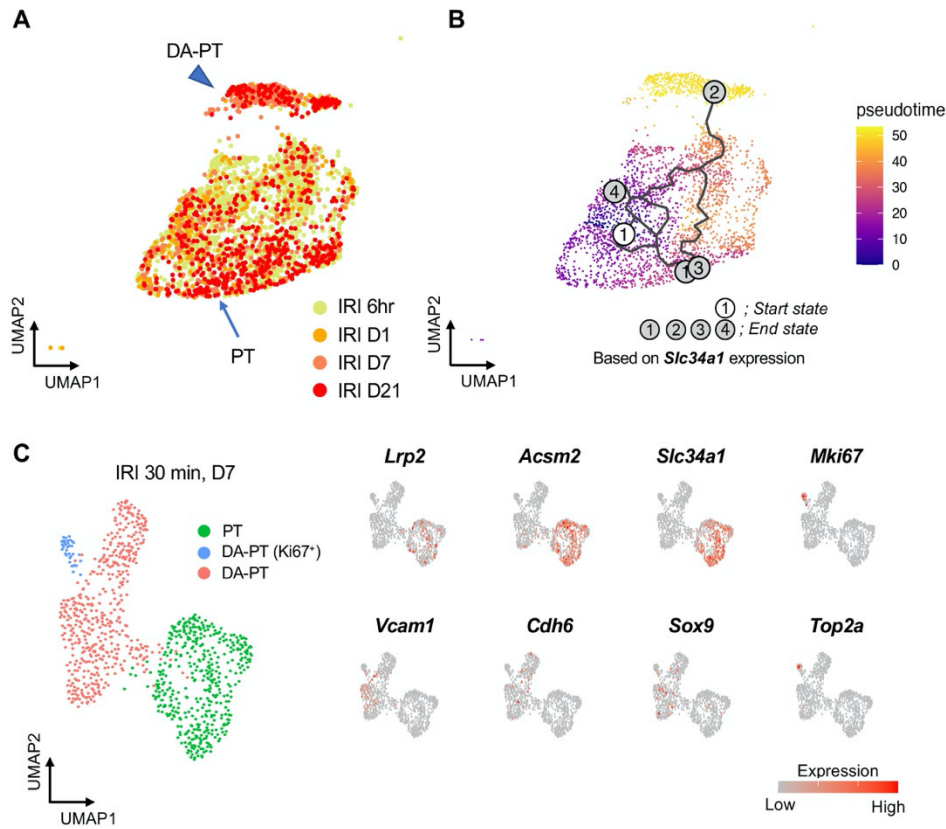 A
DA-PT
PT
IRI 6hr
IRI D1
IRI D7
IRI D21
UMAP2
UMAP1
B
2
4
1
1
3
pseudotime
50
40
30
20
10
0
1 ; Start state
1 2 3 4 ; End state
Based on Slc34a1 expression
UMAP2
UMAP1
C
IRI 30 min, D7
PT
DA-PT (Ki67+)
DA-PT
UMAP2
UMAP1
Lrp2 Acsm2 Slc34a1 Mki67
Vcam1 Cdh6 Sox9 Top2a
Expression
Low High